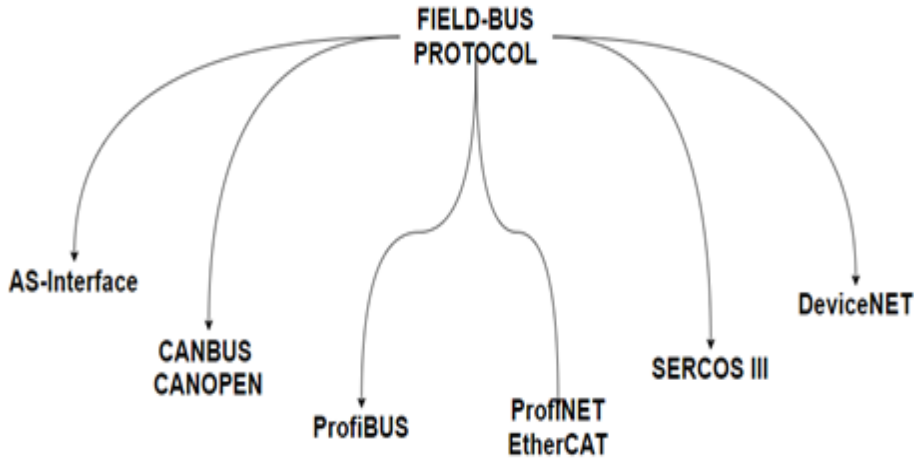 FIELD-BUS
PROTOCOL
AS-Interface
CANBUS
CANOPEN
ProfiBUS
ProfiNET
EtherCAT
SERCOS III
DeviceNET